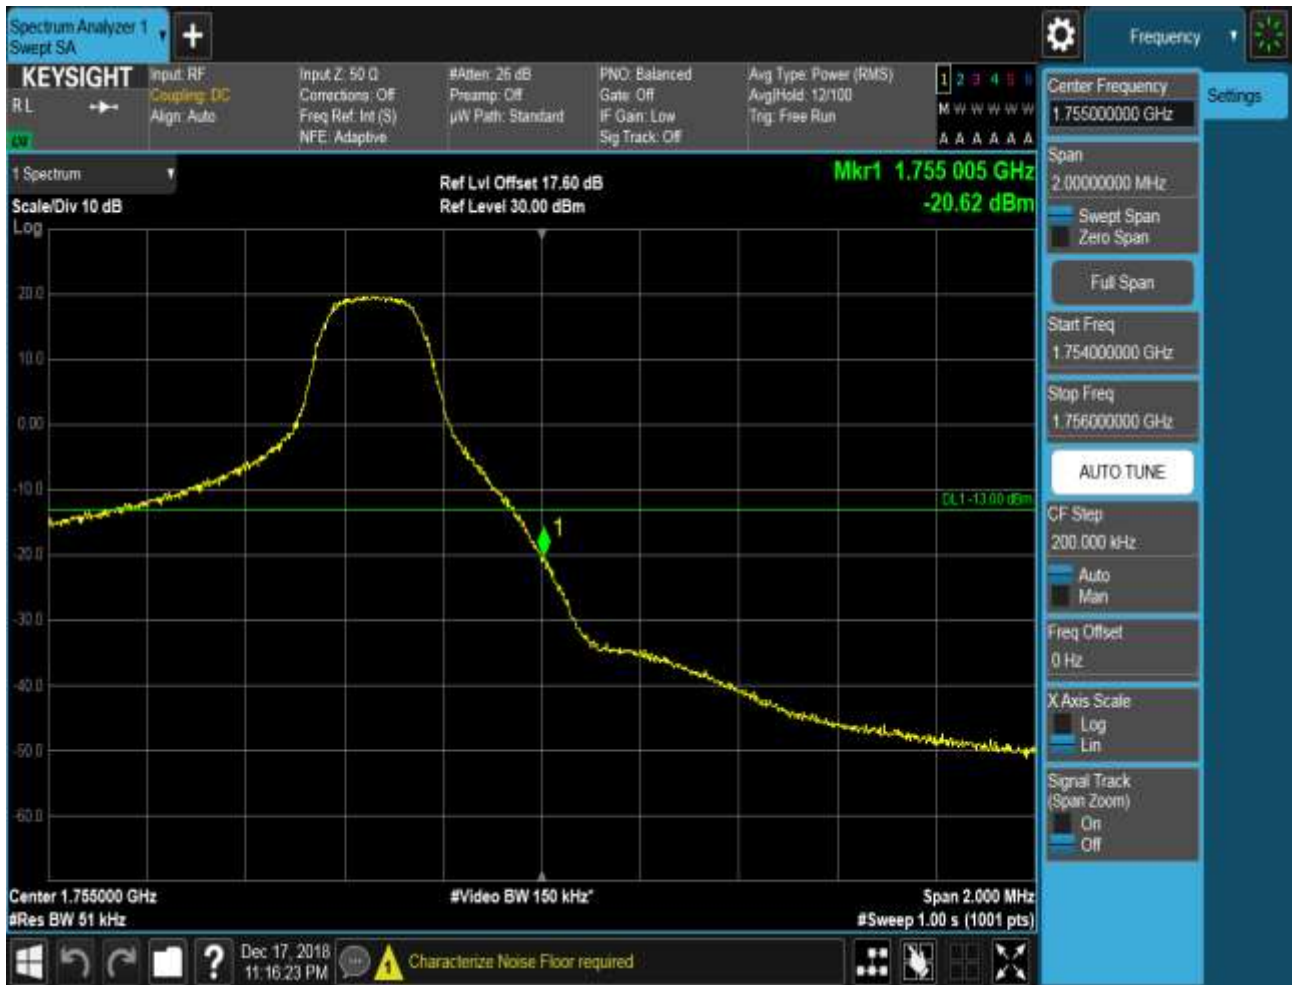 Spectrum Analyzer 1
Swept SA
Frequency
KEYSIGHT
Input: RF
Input Z: 50 Ω
#Atten: 26 dB
PNO: Balanced
Avg Type: Power (RMS)
1 2 3 4 5 6
R L
Coupling: DC
Corrections: Off
Preamp: Off
Gate: Off
Avg|Hold: 12/100
M W W W W W
Align: Auto
Freq Ref: Int (S)
µW Path: Standard
IF Gain: Low
Trig: Free Run
NFE: Adaptive
Sig Track: Off
A A A A A A
1 Spectrum
Ref Lvl Offset 17.60 dB
Mkr1 1.755 005 GHz
Scale/Div 10 dB
Ref Level 30.00 dBm
-20.62 dBm
Log
20.0
10.0
0.00
-10.0
DL1 -13.00 dBm
1
-20.0
-30.0
-40.0
-50.0
-60.0
Center 1.755000 GHz
#Video BW 150 kHz*
Span 2.000 MHz
#Res BW 51 kHz
#Sweep 1.00 s (1001 pts)
Center Frequency
1.755000000 GHz
Settings
Span
2.00000000 MHz
Swept Span
Zero Span
Full Span
Start Freq
1.754000000 GHz
Stop Freq
1.756000000 GHz
AUTO TUNE
CF Step
200.000 kHz
Auto
Man
Freq Offset
0 Hz
X Axis Scale
Log
Lin
Signal Track
(Span Zoom)
On
Off
?
Dec 17, 2018
11:16:23 PM
1
Characterize Noise Floor required